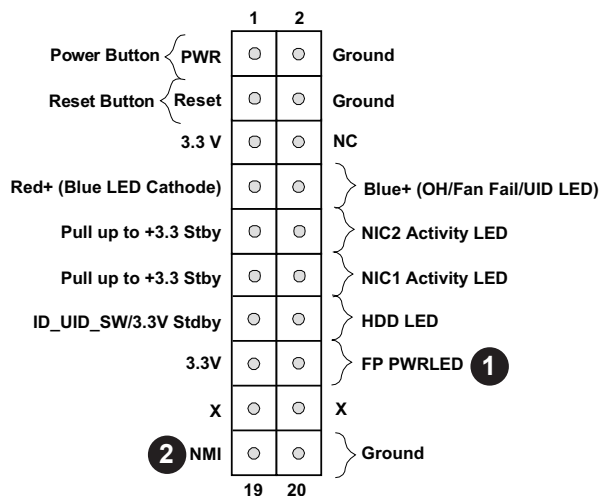 1 2
Power Button PWR Ground
Reset Button Reset Ground
3.3 V NC
Red+ (Blue LED Cathode) Blue+ (OH/Fan Fail/UID LED)
Pull up to +3.3 Stby NIC2 Activity LED
Pull up to +3.3 Stby NIC1 Activity LED
ID_UID_SW/3.3V Stdby HDD LED
3.3V FP PWRLED 1
X X
2 NMI Ground
19 20